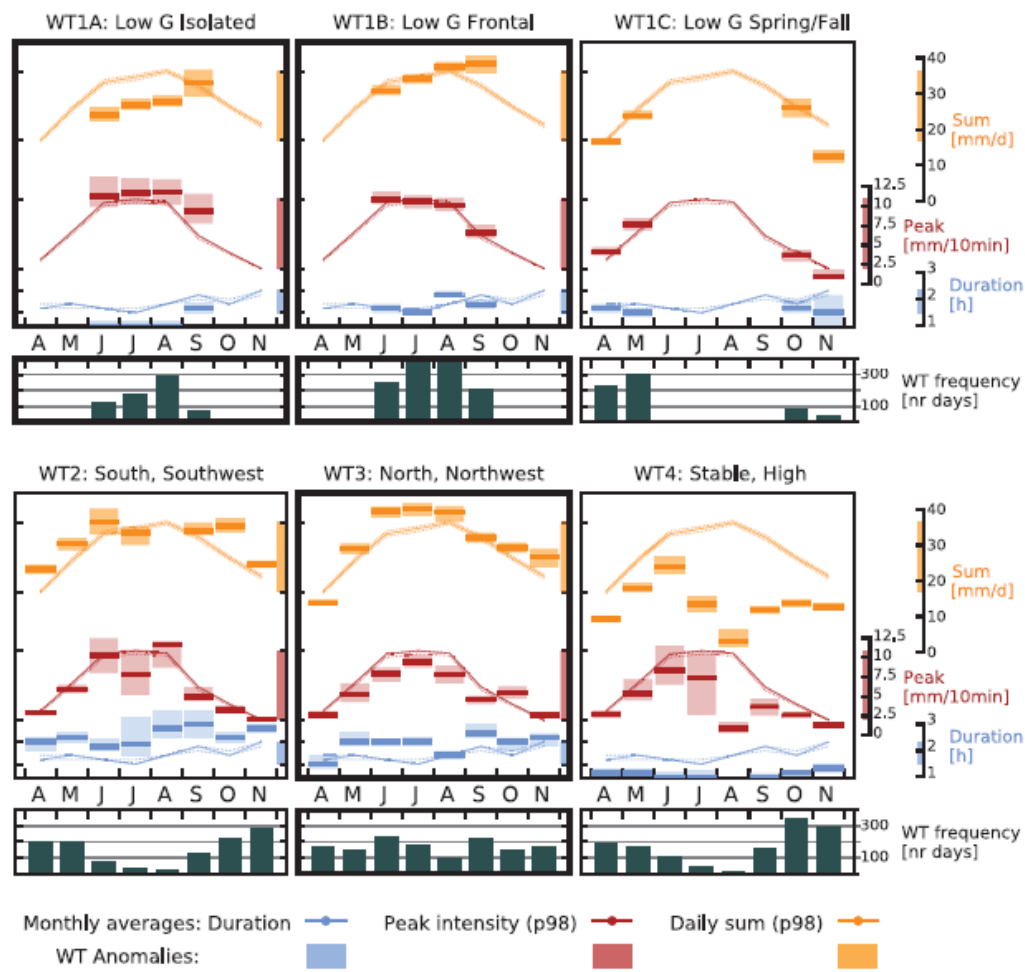 WT1A: Low G Isolated
WT1B: Low G Frontal
WT1C: Low G Spring/Fall
40
30
20
10
0
Sum
[mm/d]
12.5
10
7.5
5
2.5
0
Peak
[mm/10min]
3
2
1
Duration
[h]
A M J J A S O N
A M J J A S O N
A M J J A S O N
300
100
WT frequency
[nr days]
WT2: South, Southwest
WT3: North, Northwest
WT4: Stable, High
40
30
20
10
0
Sum
[mm/d]
12.5
10
7.5
5
2.5
0
Peak
[mm/10min]
3
2
1
Duration
[h]
A M J J A S O N
A M J J A S O N
A M J J A S O N
300
100
WT frequency
[nr days]
Monthly averages: Duration Peak intensity (p98) Daily sum (p98)
WT Anomalies: